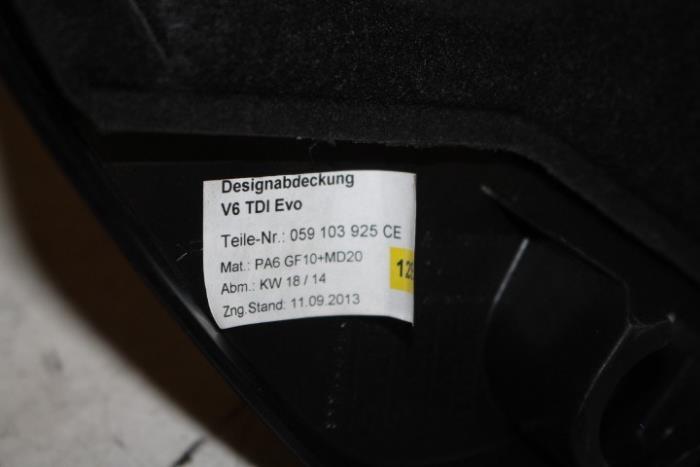 Designabdeckung
V6 TDI Evo
Teile-Nr.: 059 103 925 CE
Mat.: PA6 GF10+MD20
Abm.: KW 18 / 14
Zng.Stand: 11.09.2013